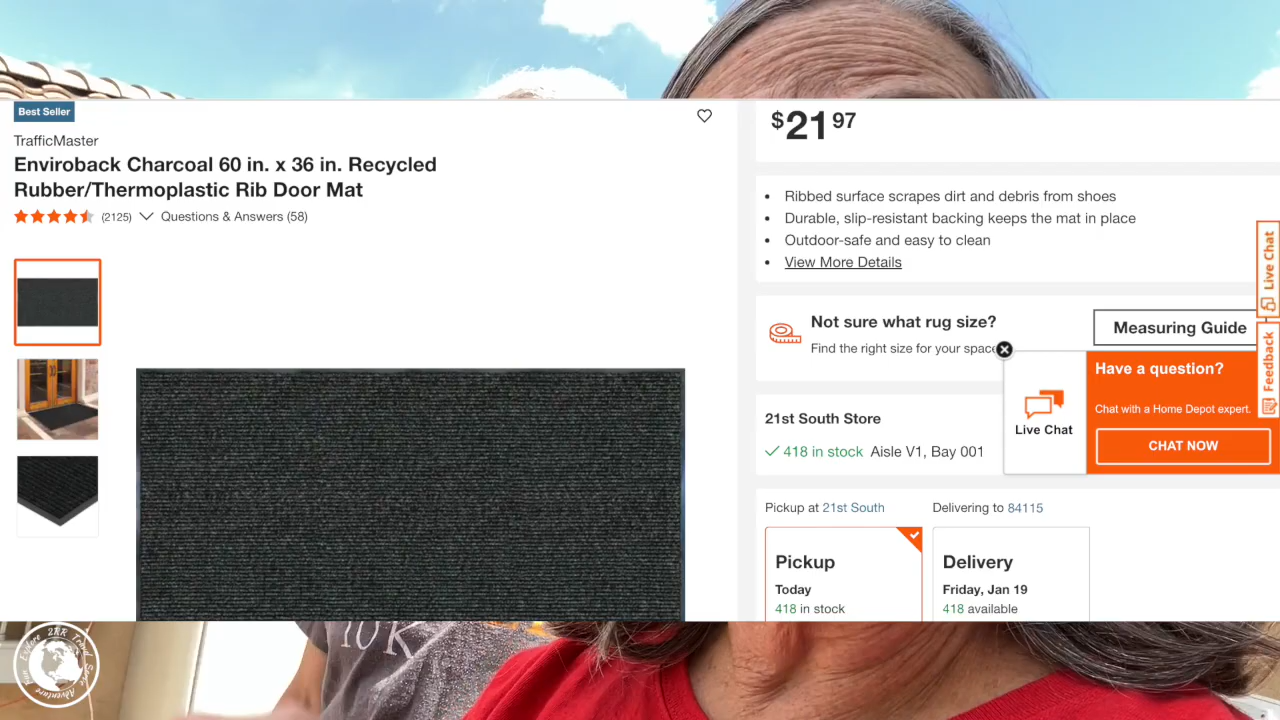 Best Seller
TrafficMaster
Enviroback Charcoal 60 in. x 36 in. Recycled
Rubber/Thermoplastic Rib Door Mat
(2125)
Questions & Answers (58)
$21 97
Ribbed surface scrapes dirt and debris from shoes
Durable, slip-resistant backing keeps the mat in place
Outdoor-safe and easy to clean
View More Details
Not sure what rug size?
Find the right size for your space
Measuring Guide
Live Chat
Feedback
Have a question?
Chat with a Home Depot expert.
Live Chat
CHAT NOW
21st South Store
418 in stock Aisle V1, Bay 001
Pickup at 21st South
Delivering to 84115
Pickup
Today
418 in stock
Delivery
Friday, Jan 19
418 available
10K